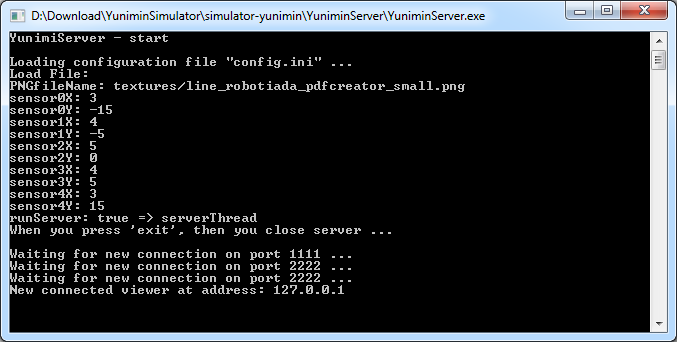 D:\Download\YuniminSimulator\simulator-yunimin\YuniminServer\YuniminServer.exe
YunimiServer - start
Loading configuration file "config.ini" ...
Load File:
PNGfileName: textures/line_robotiada_pdfcreator_small.png
sensor0X: 3
sensor0Y: -15
sensor1X: 4
sensor1Y: -5
sensor2X: 5
sensor2Y: 0
sensor3X: 4
sensor3Y: 5
sensor4X: 3
sensor4Y: 15
runServer: true => serverThread
When you press 'exit', then you close server ...
Waiting for new connection on port 1111 ...
Waiting for new connection on port 2222 ...
Waiting for new connection on port 2222 ...
New connected viewer at address: 127.0.0.1